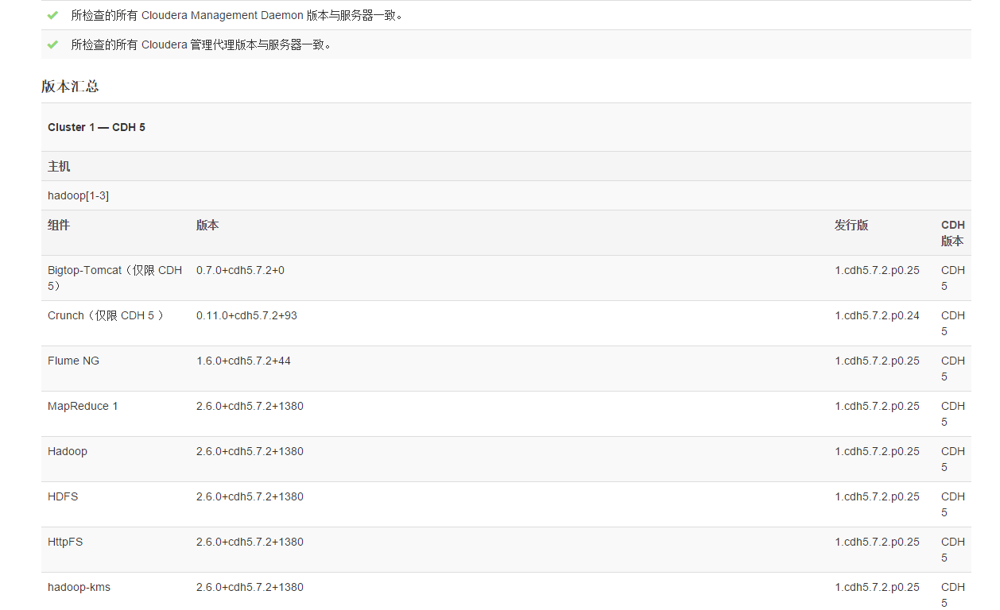 所检查的所有 Cloudera Management Daemon 版本与服务器一致。
所检查的所有 Cloudera 管理代理版本与服务器一致。
版本汇总
Cluster 1 — CDH 5
主机
hadoop[1-3]
组件 版本 发行版 CDH
版本
Bigtop-Tomcat（仅限 CDH 0.7.0+cdh5.7.2+0 1.cdh5.7.2.p0.25 CDH
5） 5
Crunch（仅限 CDH 5 ） 0.11.0+cdh5.7.2+93 1.cdh5.7.2.p0.24 CDH
5
Flume NG 1.6.0+cdh5.7.2+44 1.cdh5.7.2.p0.25 CDH
5
MapReduce 1 2.6.0+cdh5.7.2+1380 1.cdh5.7.2.p0.25 CDH
5
Hadoop 2.6.0+cdh5.7.2+1380 1.cdh5.7.2.p0.25 CDH
5
HDFS 2.6.0+cdh5.7.2+1380 1.cdh5.7.2.p0.25 CDH
5
HttpFS 2.6.0+cdh5.7.2+1380 1.cdh5.7.2.p0.25 CDH
5
hadoop-kms 2.6.0+cdh5.7.2+1380 1.cdh5.7.2.p0.25 CDH
5